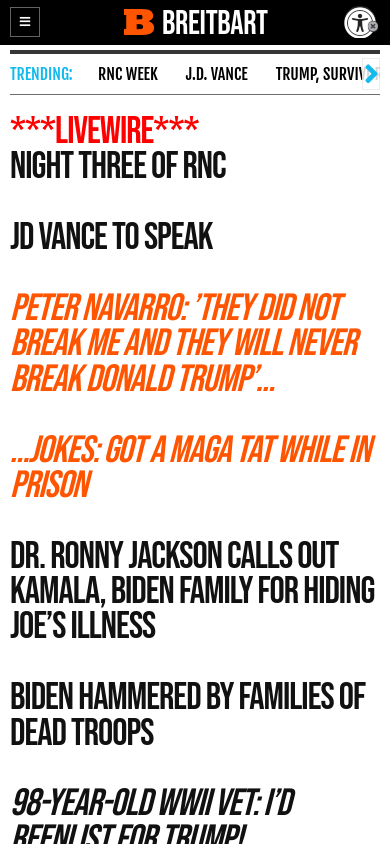 BREITBART
TRENDING:
RNC WEEK
J.D. VANCE
TRUMP, SURVIV
***LIVEWIRE***
NIGHT THREE OF RNC
JD VANCE TO SPEAK
PETER NAVARRO: ’THEY DID NOT
BREAK ME AND THEY WILL NEVER
BREAK DONALD TRUMP’...
...JOKES: GOT A MAGA TAT WHILE IN
PRISON
DR. RONNY JACKSON CALLS OUT
KAMALA, BIDEN FAMILY FOR HIDING
JOE’S ILLNESS
BIDEN HAMMERED BY FAMILIES OF
DEAD TROOPS
98-YEAR-OLD WWII VET: I’D
REENLIST FOR TRUMP!